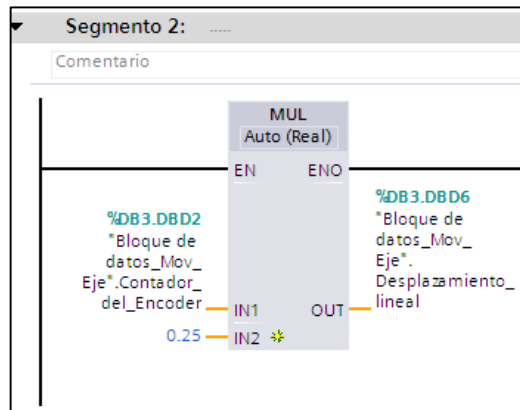 Segmento 2: .....
Comentario
MUL
Auto (Real)
EN ENO
%DB3.DBD2
"Bloque de
datos_Mov_
Eje".Contador_
del_Encoder
IN1
0.25
IN2
OUT
%DB3.DBD6
"Bloque de
datos_Mov_
Eje".
Desplazamiento_
lineal